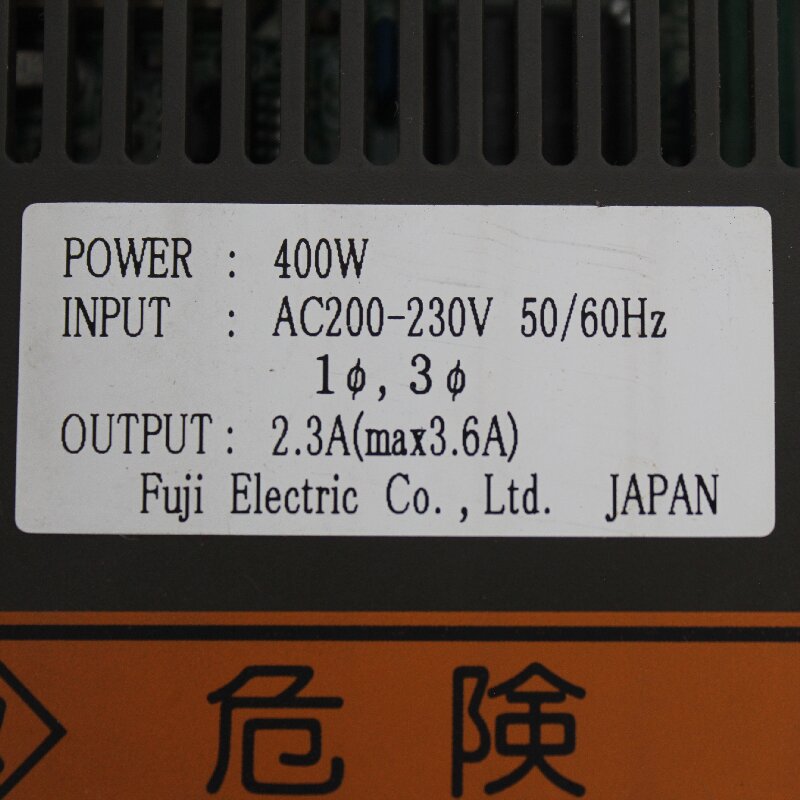 POWER : 400W
INPUT : AC200-230V 50/60Hz
1φ, 3φ
OUTPUT: 2.3A(max3.6A)
Fuji Electric Co., Ltd. JAPAN
危険